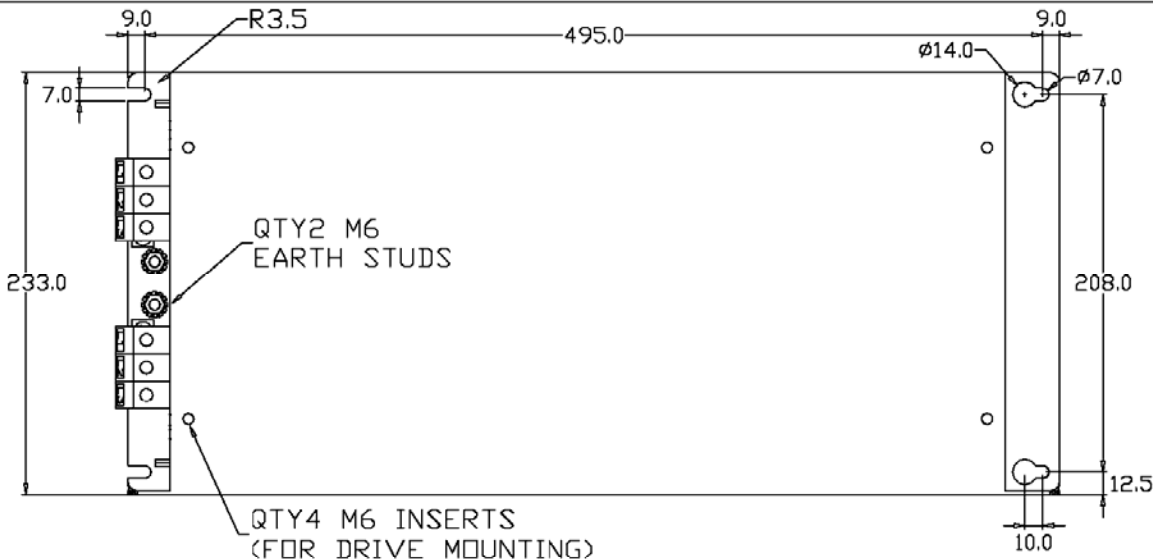 9.0
R3.5
495.0
9.0
ø14.0
ø7.0
7.0
QTY2 M6
EARTH STUDS
233.0
208.0
12.5
QTY4 M6 INSERTS
(FOR DRIVE MOUNTING)
10.0